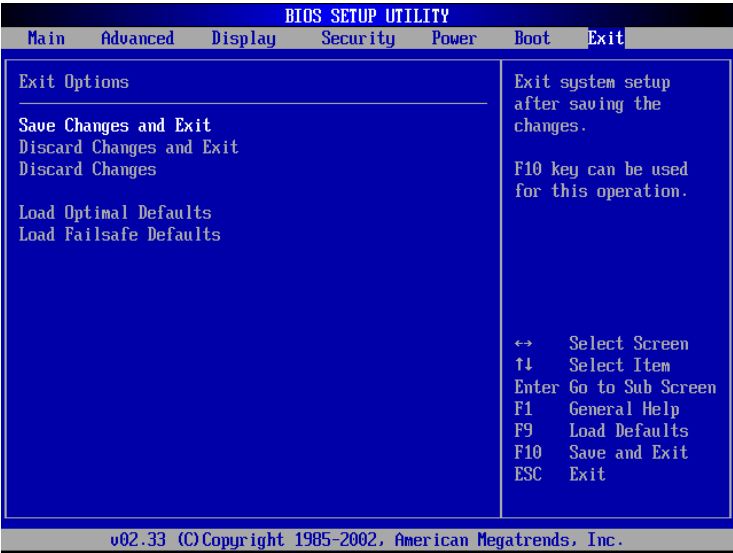 BIOS SETUP UTILITY
Main Advanced Display Security Power Boot Exit
Exit Options
Save Changes and Exit
Discard Changes and Exit
Discard Changes
Load Optimal Defaults
Load Failsafe Defaults
Exit system setup
after saving the
changes.
F10 key can be used
for this operation.
↔ Select Screen
↑↓ Select Item
Enter Go to Sub Screen
F1 General Help
F9 Load Defaults
F10 Save and Exit
ESC Exit
v02.33 (C)Copyright 1985-2002, American Megatrends, Inc.